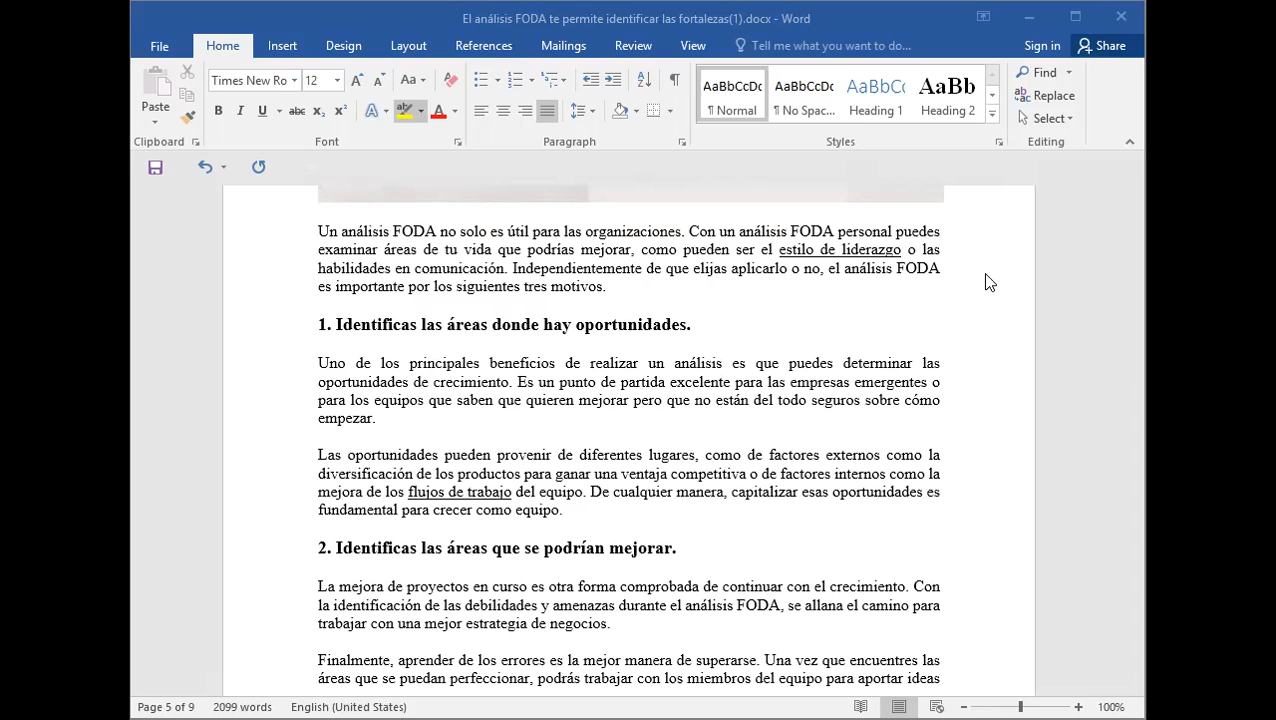 El análisis FODA te permite identificar las fortalezas(1).docx - Word
File Home Insert Design Layout References Mailings Review View Tell me what you want to do... Sign in Share
Paste
Times New Ro 12 Aa
B I U abc x₂ x² A ab A
AaBbCcDc AaBbCcDc AaBbCc AaBb
¶ Normal ¶ No Spac... Heading 1 Heading 2
Find
Replace
Select
Clipboard Font Paragraph Styles Editing
Un análisis FODA no solo es útil para las organizaciones. Con un análisis FODA personal puedes
examinar áreas de tu vida que podrías mejorar, como pueden ser el estilo de liderazgo o las
habilidades en comunicación. Independientemente de que elijas aplicarlo o no, el análisis FODA
es importante por los siguientes tres motivos.
1. Identificas las áreas donde hay oportunidades.
Uno de los principales beneficios de realizar un análisis es que puedes determinar las
oportunidades de crecimiento. Es un punto de partida excelente para las empresas emergentes o
para los equipos que saben que quieren mejorar pero que no están del todo seguros sobre cómo
empezar.
Las oportunidades pueden provenir de diferentes lugares, como de factores externos como la
diversificación de los productos para ganar una ventaja competitiva o de factores internos como la
mejora de los flujos de trabajo del equipo. De cualquier manera, capitalizar esas oportunidades es
fundamental para crecer como equipo.
2. Identificas las áreas que se podrían mejorar.
La mejora de proyectos en curso es otra forma comprobada de continuar con el crecimiento. Con
la identificación de las debilidades y amenazas durante el análisis FODA, se allana el camino para
trabajar con una mejor estrategia de negocios.
Finalmente, aprender de los errores es la mejor manera de superarse. Una vez que encuentres las
áreas que se puedan perfeccionar, podrás trabajar con los miembros del equipo para aportar ideas
Page 5 of 9 2099 words English (United States) 100%